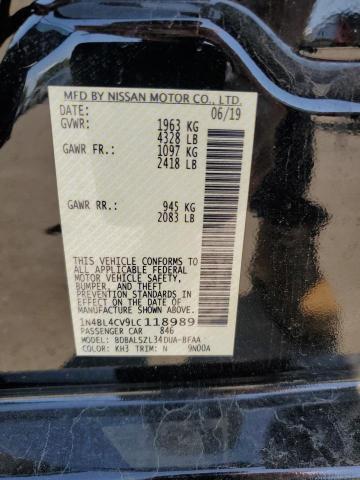 MFD BY NISSAN MOTOR CO., LTD.
DATE: 06/19
GVWR: 1963 KG
4328 LB
GAWR FR.: 1097 KG
2418 LB
GAWR RR.: 945 KG
2083 LB
THIS VEHICLE CONFORMS TO
ALL APPLICABLE FEDERAL
MOTOR VEHICLE SAFETY,
BUMPER, AND THEFT
PREVENTION STANDARDS IN
EFFECT ON THE DATE OF
MANUFACTURE SHOWN ABOVE.
1N4BL4CV9LC118989
PASSENGER CAR 846
MODEL: BDBALSZL34DUA-BFAA
COLOR: KH3 TRIM: N 9N00A